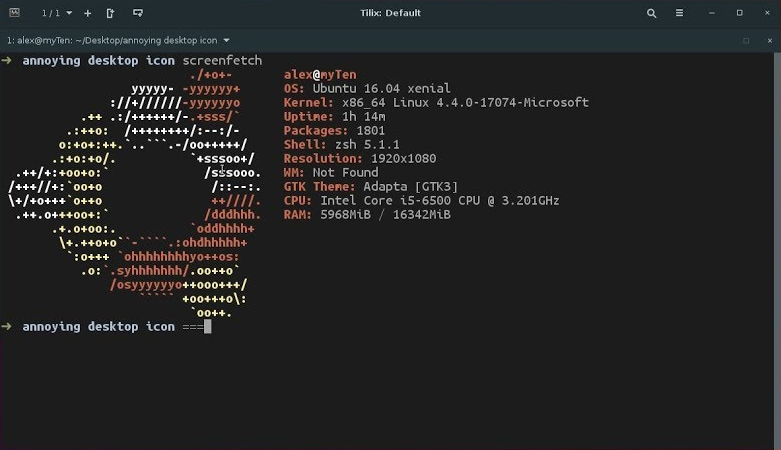 1 / 1
Tilix: Default
1: alex@myTen: ~/Desktop/annoying desktop icon
➜ annoying desktop icon screenfetch
./+o+-       alex@myTen
yyyyy- -yyyyyy+       OS: Ubuntu 16.04 xenial
://+//////-yyyyyyo       Kernel: x86_64 Linux 4.4.0-17074-Microsoft
.++ .:/++++++/-.+sss/`       Uptime: 1h 14m
.:++o:  /++++++++/:--:/-       Packages: 1801
o:+o+:++.`..```.-/oo+++++/       Shell: zsh 5.1.1
.:+o:+o/.          `+sssoo+/       Resolution: 1920x1080
.++/+:+oo+o:`             /sssooo.       WM: Not Found
/+++//+:`oo+o               /::--:.       GTK Theme: Adapta [GTK3]
\+/+o+++`o++o               ++////.       CPU: Intel Core i5-6500 CPU @ 3.201GHz
.++.o+++oo+:`             /dddhhh.       RAM: 5968MiB / 16342MiB
.+.o+oo:.          `oddhhhh+
\+.++o+o``-````.:ohdhhhhh+
`:o+++ `ohhhhhhhhyo++os:
.o:`.syhhhhhhh/.oo++o`
/osyyyyyyo++ooo+++/
````` +oo+++o\:
`oo++.
➜ annoying desktop icon ===